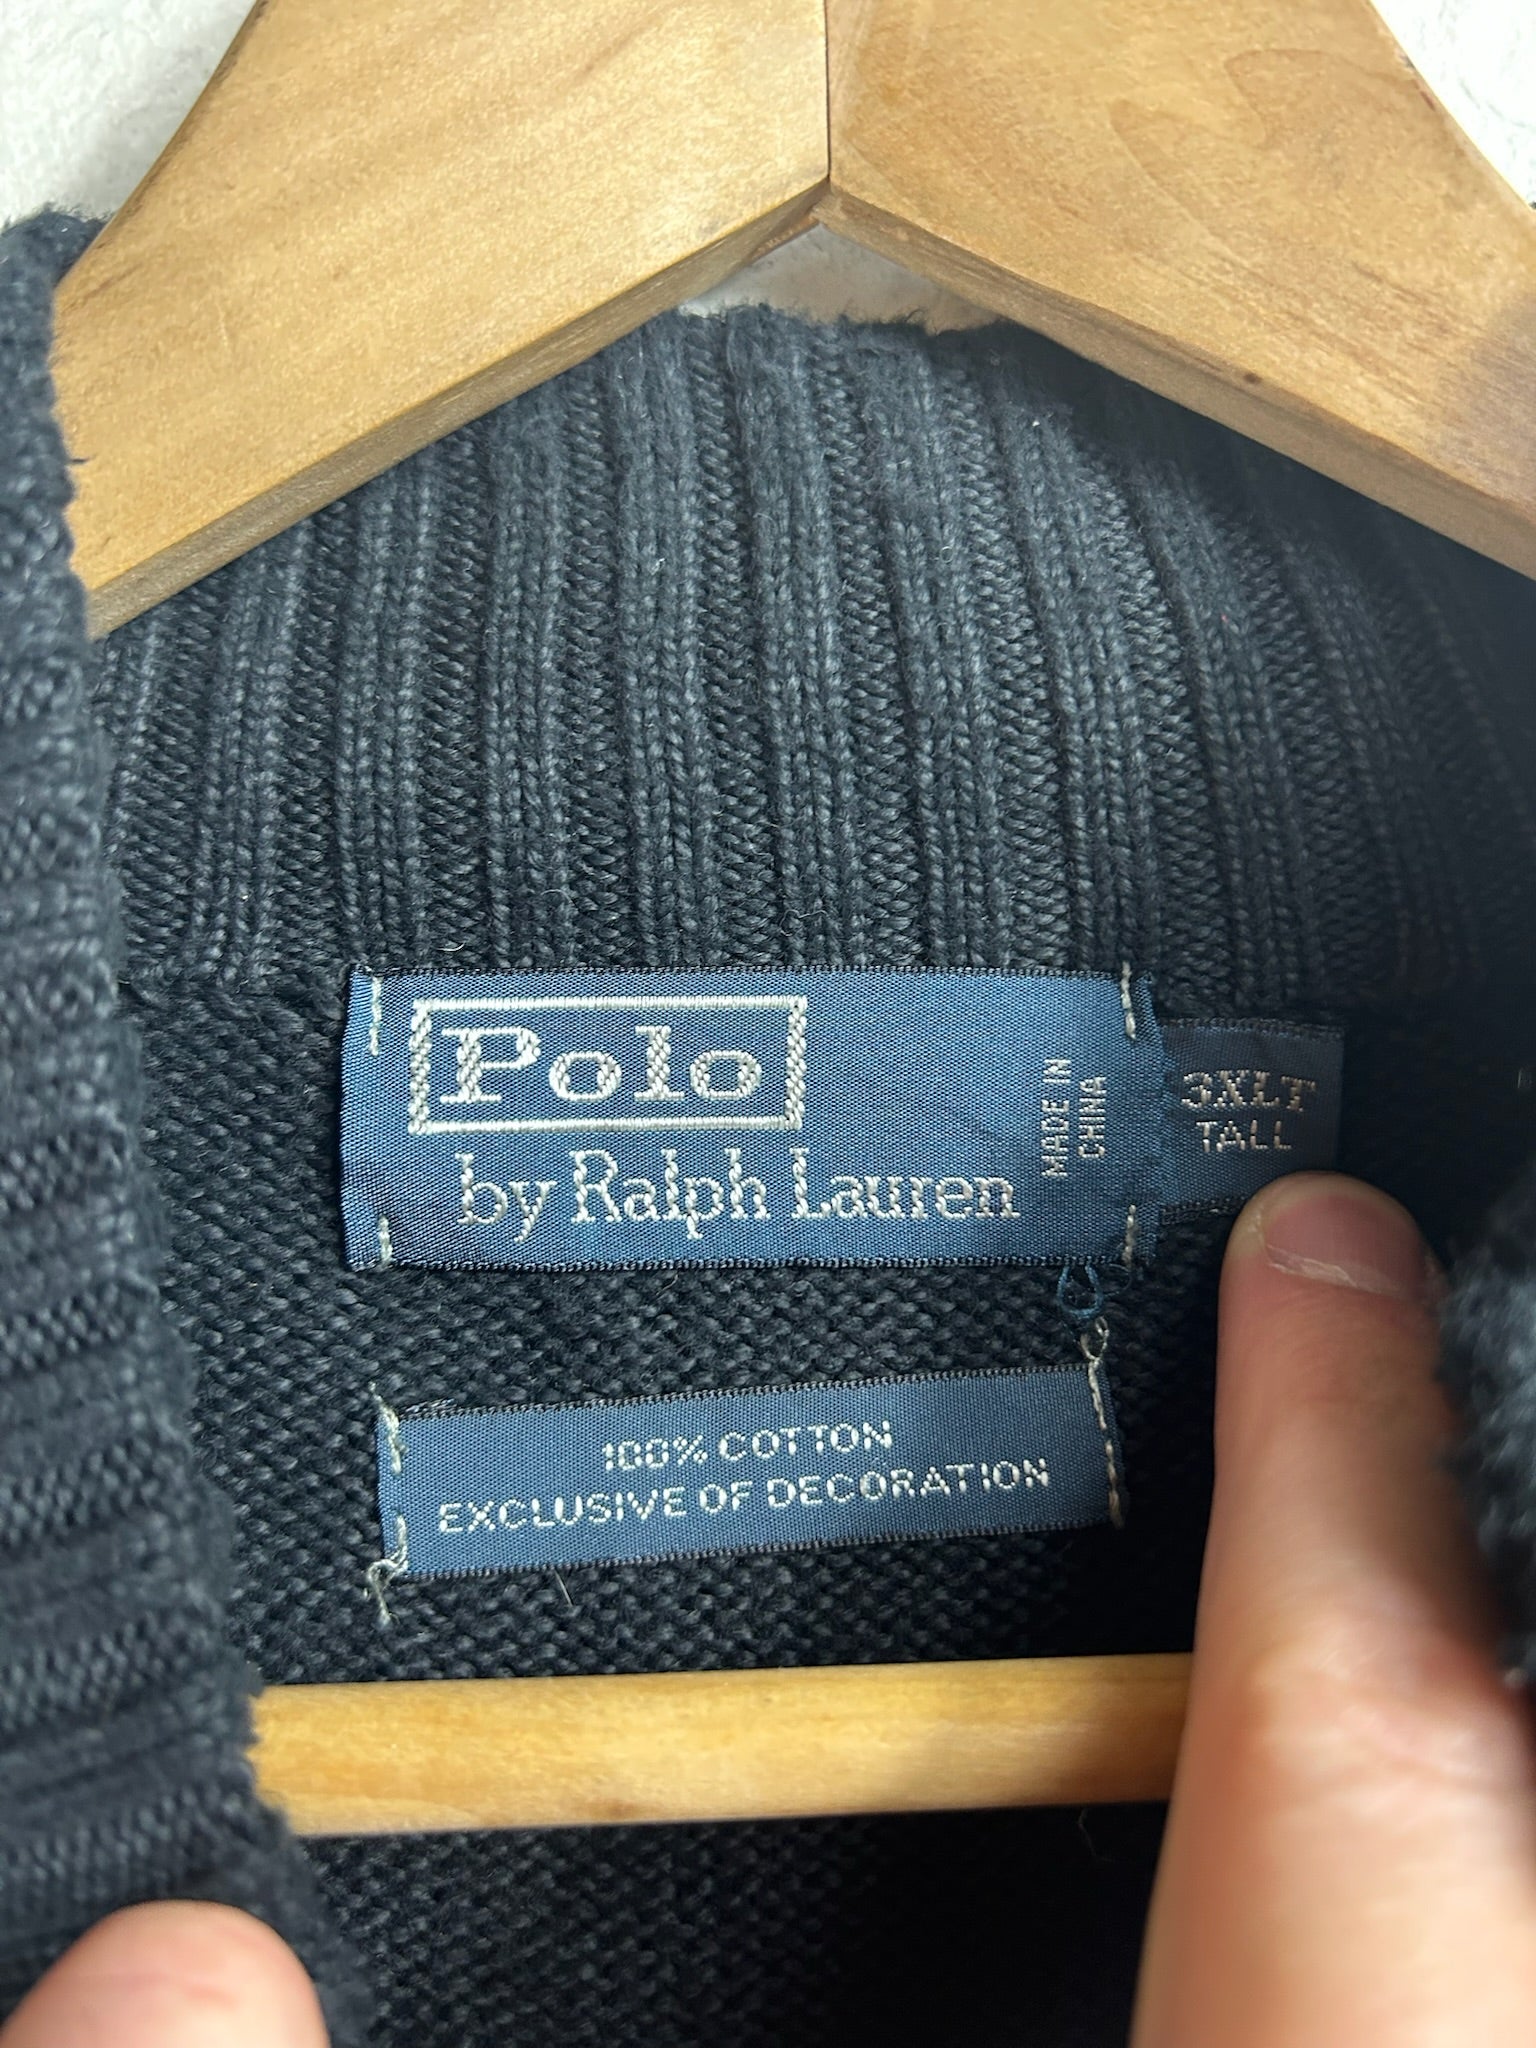 Polo
by Ralph Lauren
MADE IN
CHINA
3XLT
TALL
100% COTTON
EXCLUSIVE OF DECORATION